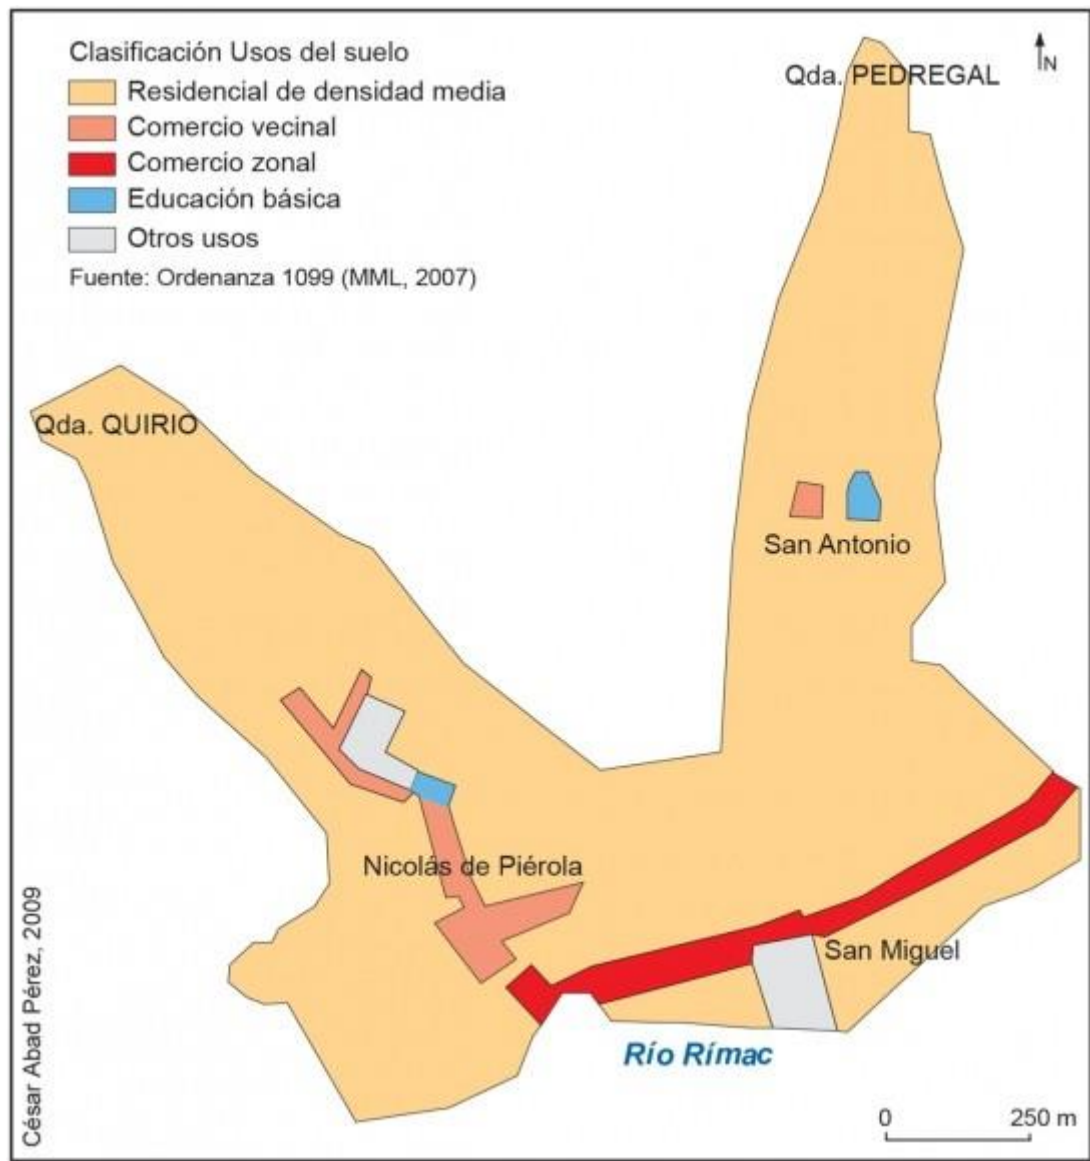 Clasificación Usos del suelo
Residencial de densidad media
Comercio vecinal
Comercio zonal
Educación básica
Otros usos
Fuente: Ordenanza 1099 (MML, 2007)
Qda. PEDREGAL
N
Qda. QUIRIO
San Antonio
Nicolás de Piérola
San Miguel
Río Rímac
0 250 m
César Abad Pérez, 2009